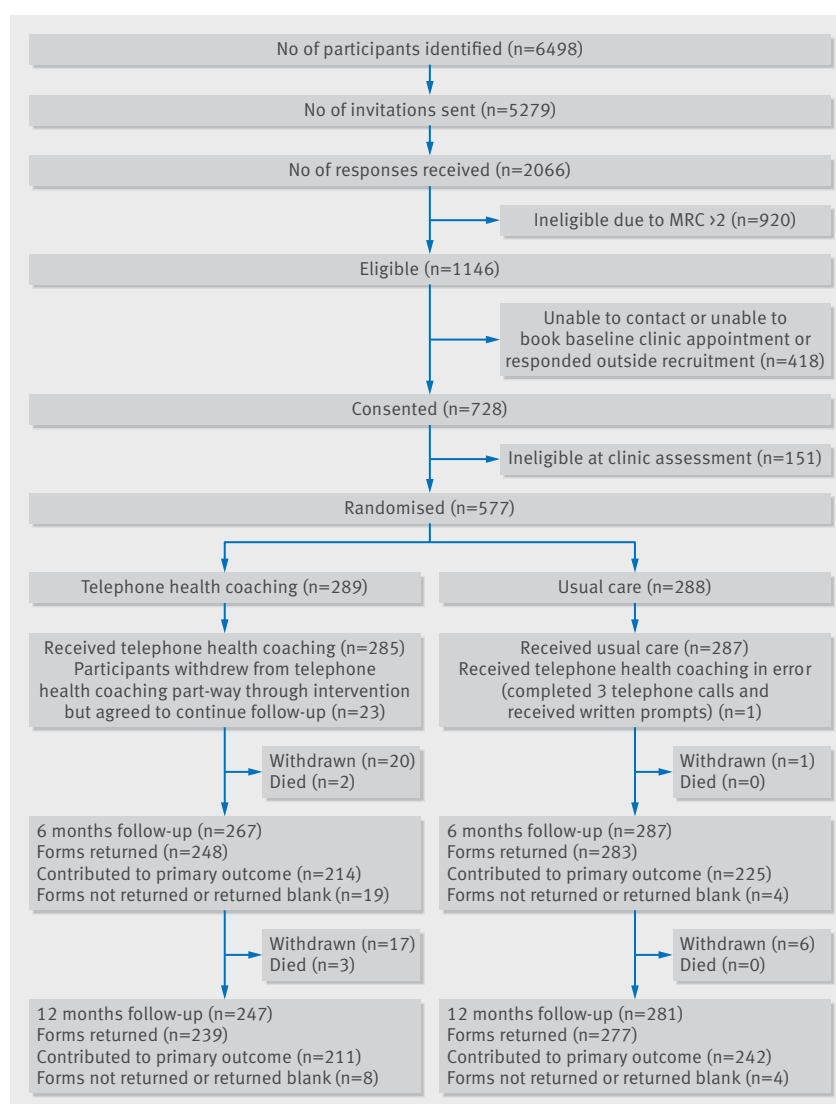 No of participants identified (n=6498)
No of invitations sent (n=5279)
No of responses received (n=2066)
Ineligible due to MRC >2 (n=920)
Eligible (n=1146)
Unable to contact or unable to
book baseline clinic appointment or
responded outside recruitment (n=418)
Consented (n=728)
Ineligible at clinic assessment (n=151)
Randomised (n=577)
Telephone health coaching (n=289)
Usual care (n=288)
Received telephone health coaching (n=285)
Participants withdrew from telephone
health coaching part-way through intervention
but agreed to continue follow-up (n=23)
Received usual care (n=287)
Received telephone health coaching in error
(completed 3 telephone calls and
received written prompts) (n=1)
Withdrawn (n=20)
Died (n=2)
Withdrawn (n=1)
Died (n=0)
6 months follow-up (n=267)
Forms returned (n=248)
Contributed to primary outcome (n=214)
Forms not returned or returned blank (n=19)
6 months follow-up (n=287)
Forms returned (n=283)
Contributed to primary outcome (n=225)
Forms not returned or returned blank (n=4)
Withdrawn (n=17)
Died (n=3)
Withdrawn (n=6)
Died (n=0)
12 months follow-up (n=247)
Forms returned (n=239)
Contributed to primary outcome (n=211)
Forms not returned or returned blank (n=8)
12 months follow-up (n=281)
Forms returned (n=277)
Contributed to primary outcome (n=242)
Forms not returned or returned blank (n=4)